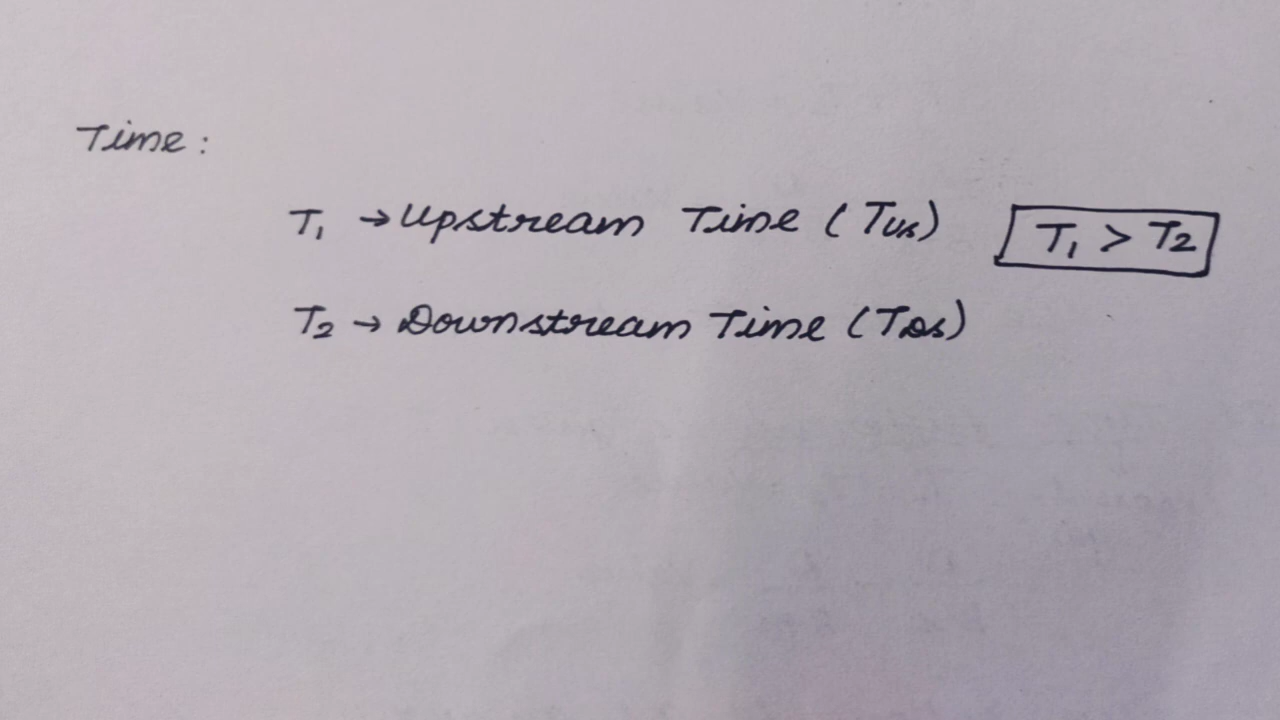 Time:
T₁ → Upstream Time (Tus) T₁ > T₂
T₂ → Downstream Time (TDs)